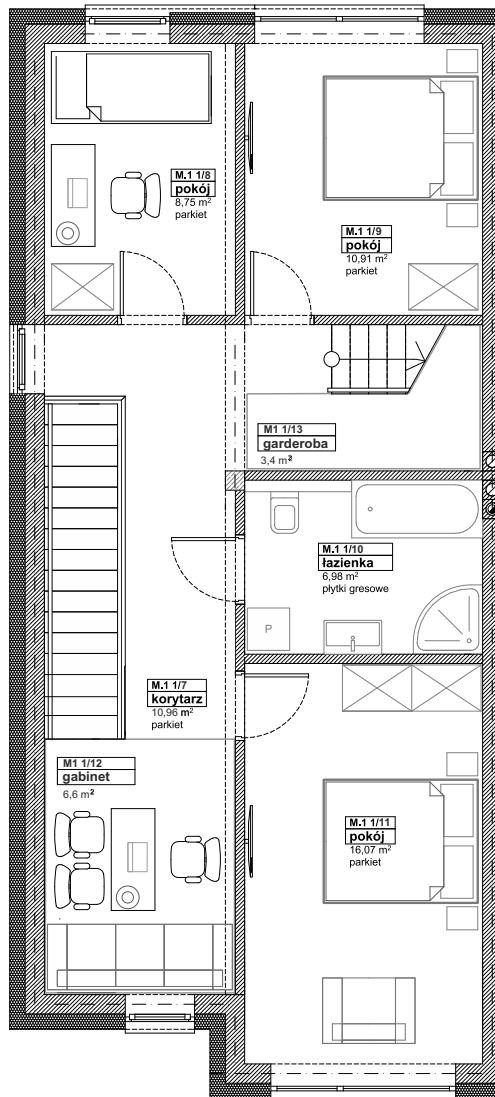 M.1 1/8
pokój
8,75 m²
parkiet
M.1 1/9
pokój
10,91 m²
parkiet
M1 1/13
garderoba
3,4 m²
M.1 1/10
łazienka
6,98 m²
płytki gresowe
P
M.1 1/7
korytarz
10,96 m²
parkiet
M1 1/12
gabinet
6,6 m²
M.1 1/11
pokój
16,07 m²
parkiet